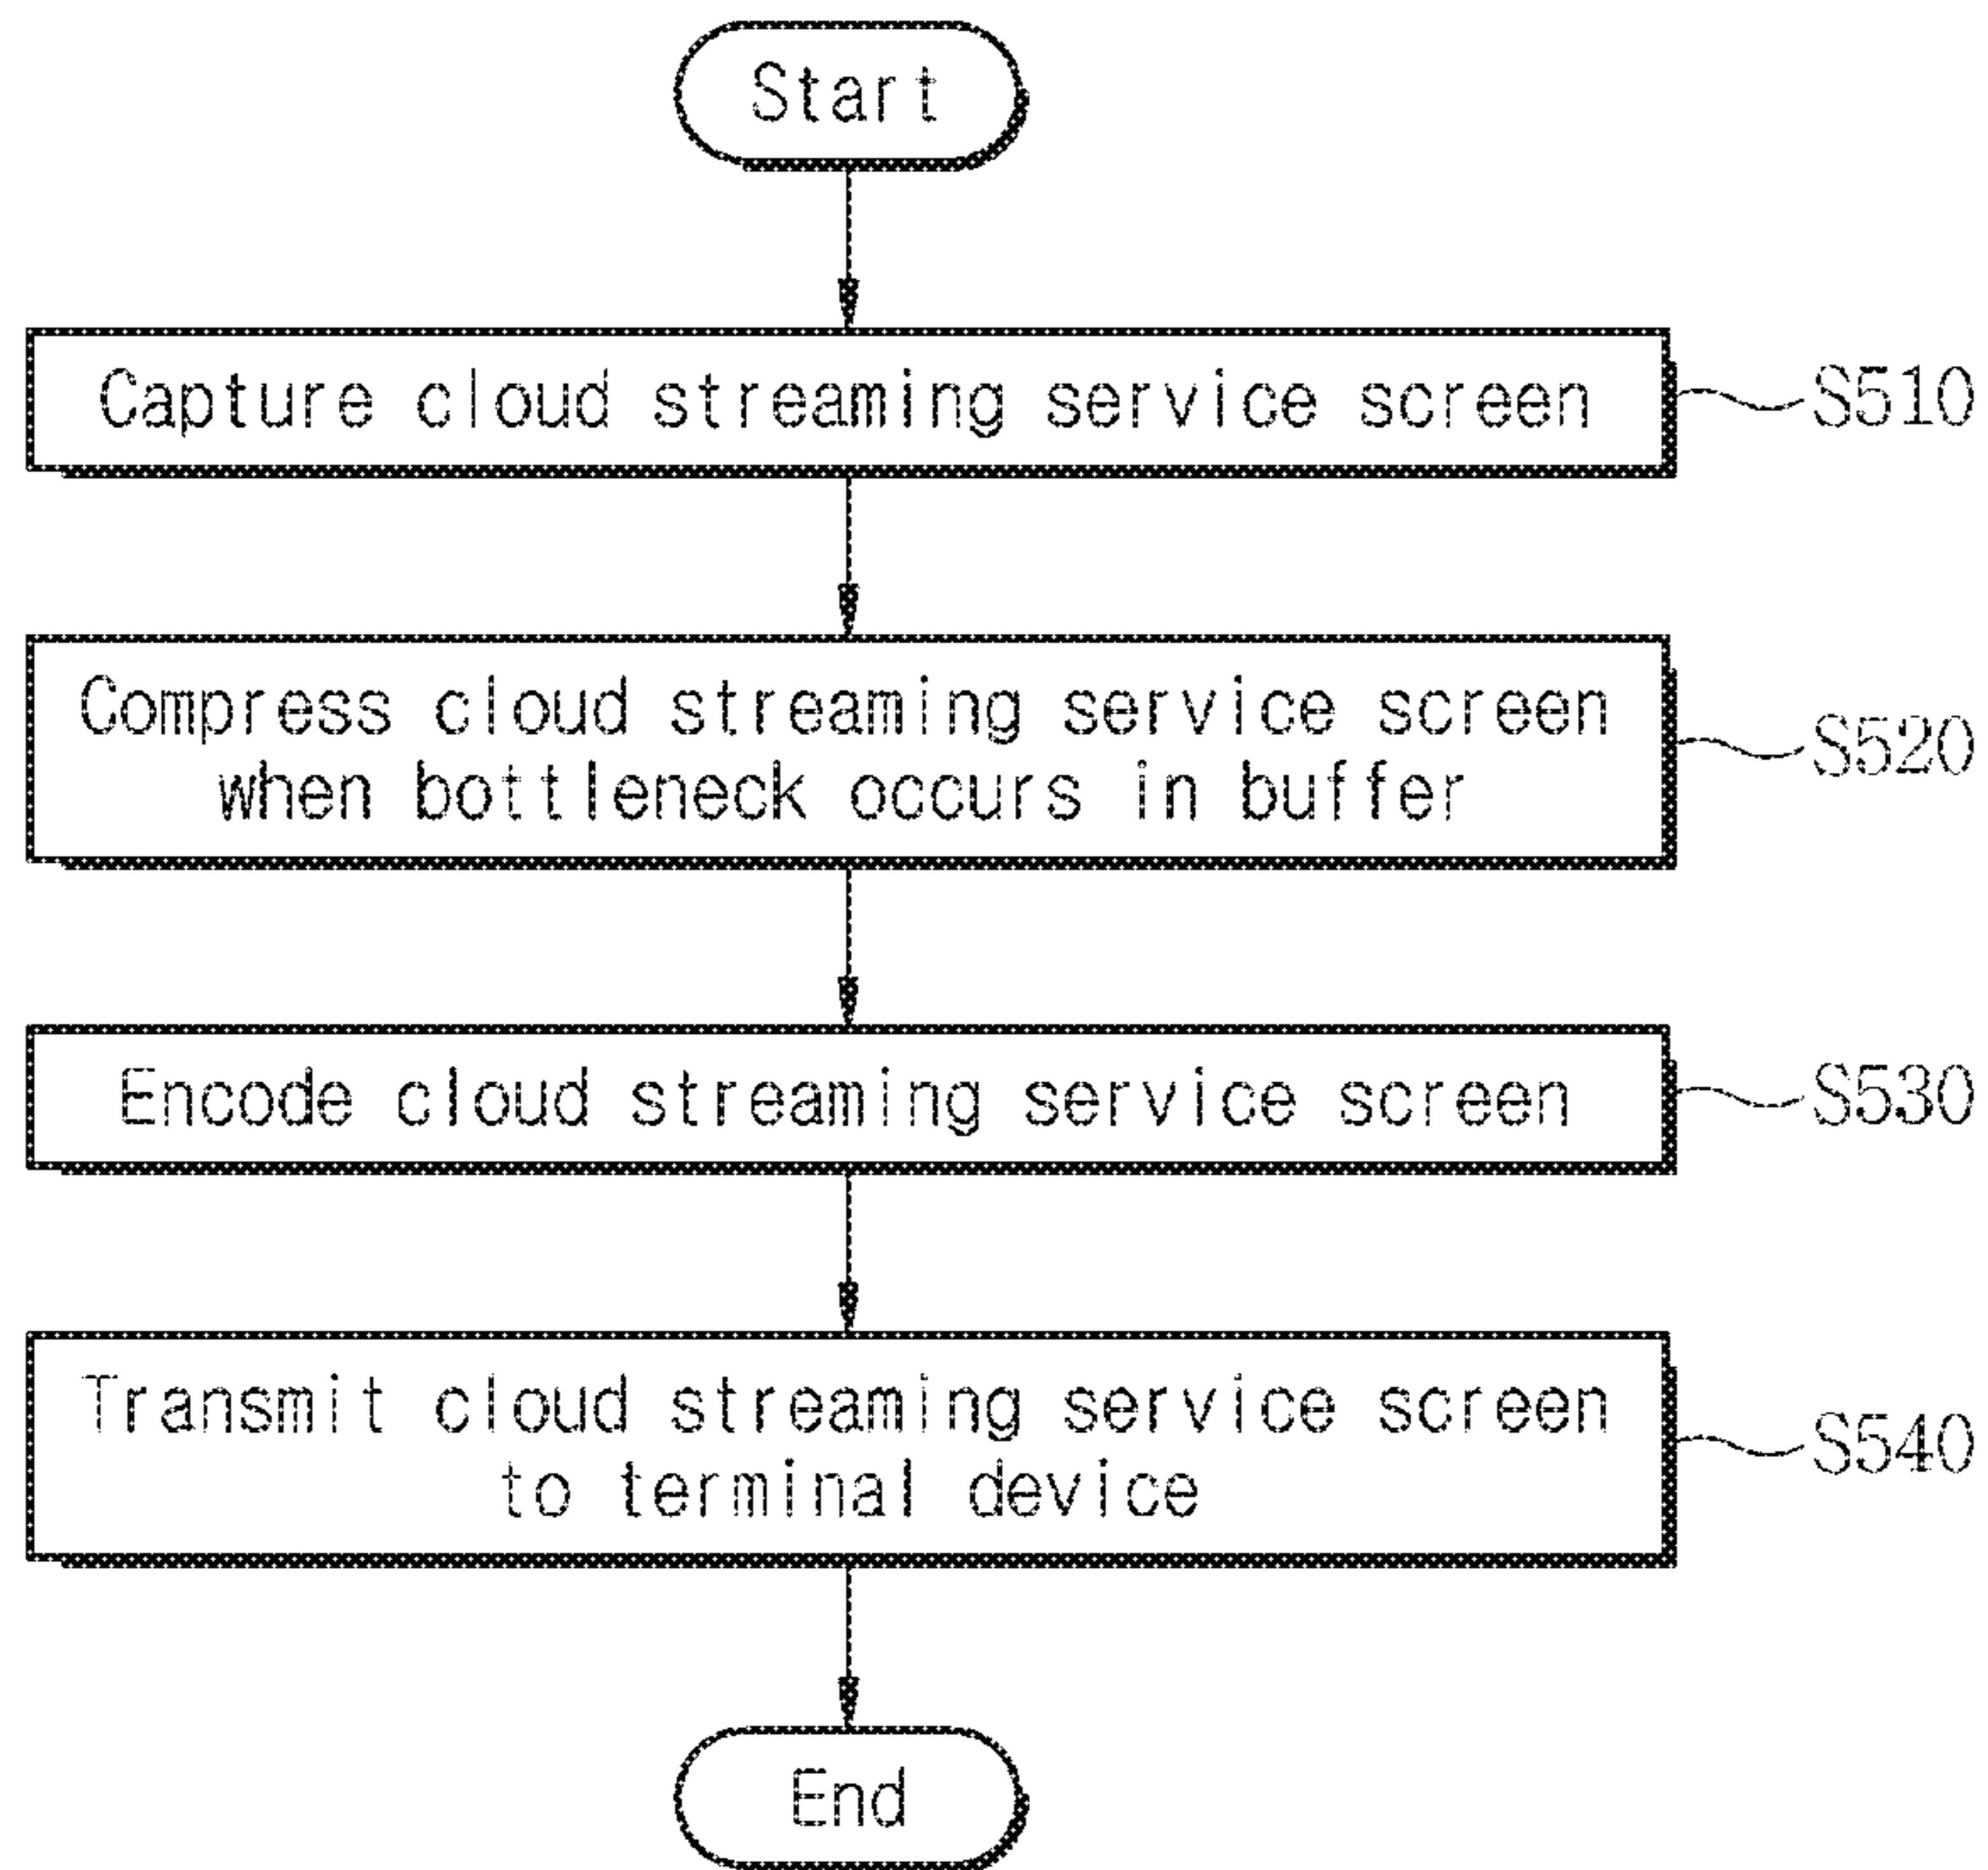 Start
Capture cloud streaming service screen
S510
Compress cloud streaming service screen
when bottleneck occurs in buffer
S520
Encode cloud streaming service screen
S530
Transmit cloud streaming service screen
to terminal device
S540
End